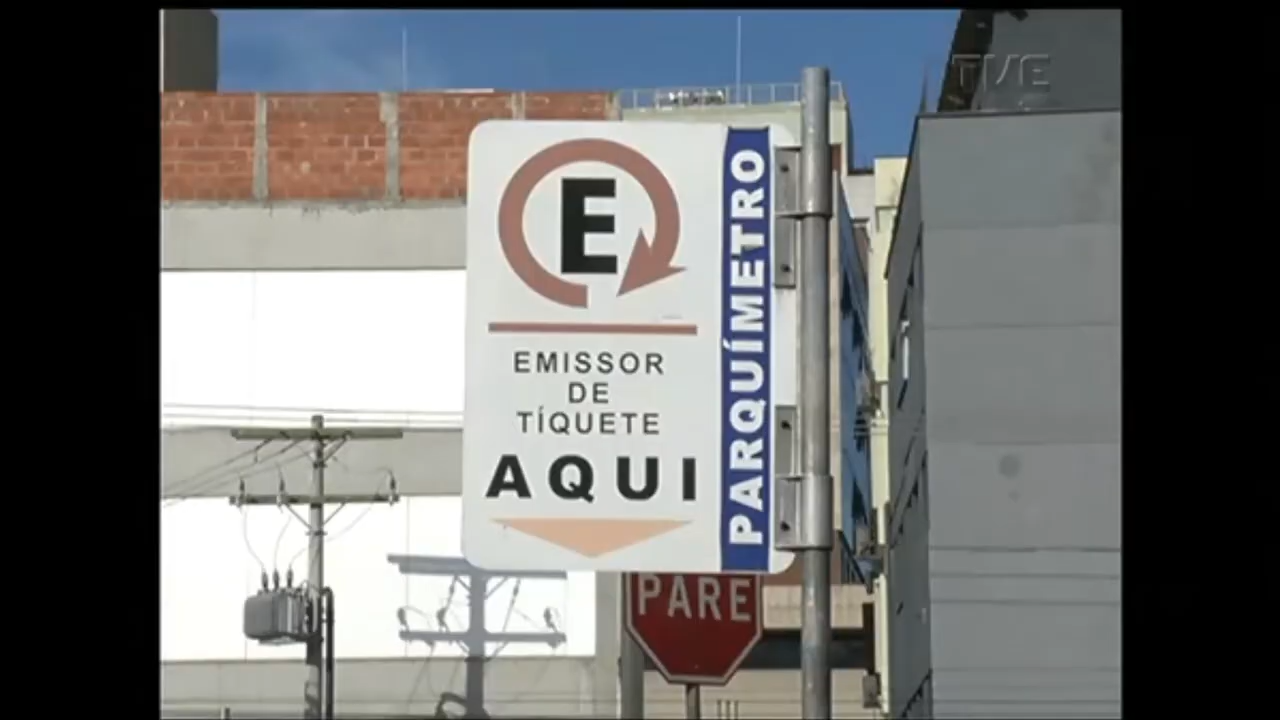 TVE
E
EMISSOR
DE
TÍQUETE
AQUI
PARQUÍMETRO
PARE